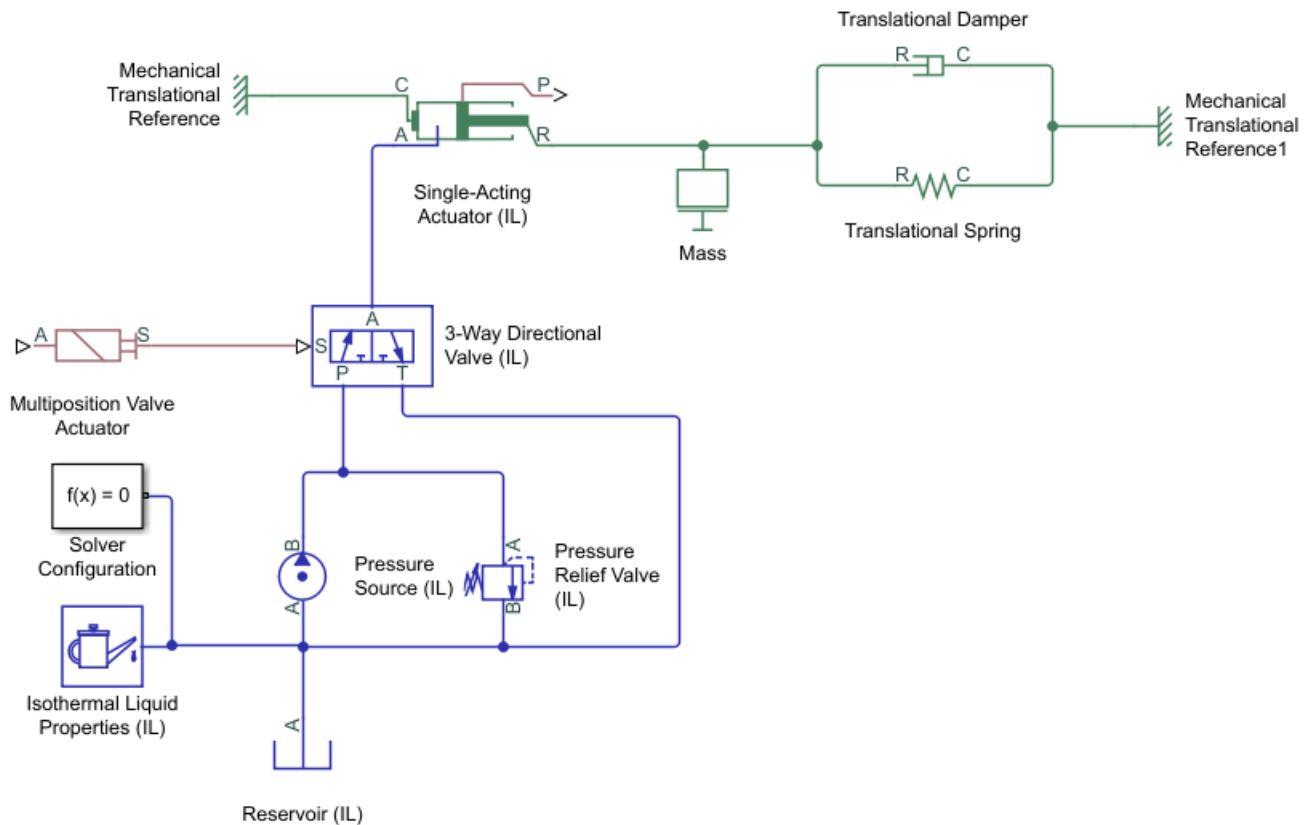 Translational Damper
R
C
Mechanical
Translational
Reference
C
P
A
R
Mechanical
Translational
Reference1
Single-Acting
Actuator (IL)
R
C
Mass
Translational Spring
A
S
S
A
P
T
3-Way Directional
Valve (IL)
Multiposition Valve
Actuator
f(x) = 0
Solver
Configuration
B
A
Pressure
Source (IL)
A
B
Pressure
Relief Valve
(IL)
Isothermal Liquid
Properties (IL)
A
Reservoir (IL)